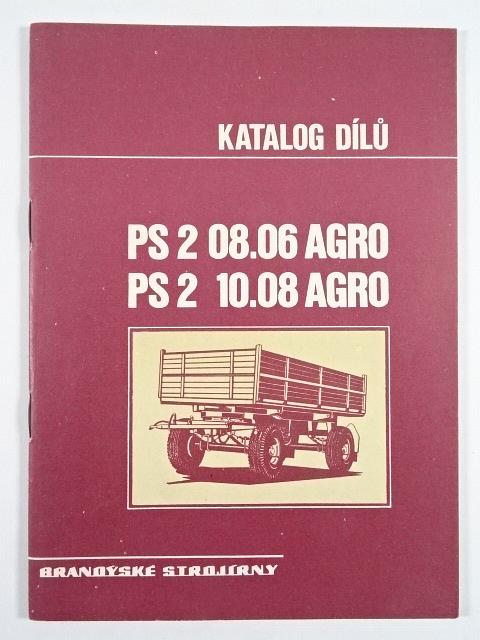 KATALOG DÍLŮ
PS 2 08.06 AGRO
PS 2 10.08 AGRO
BRANDÝSKÉ STROJÍRNY